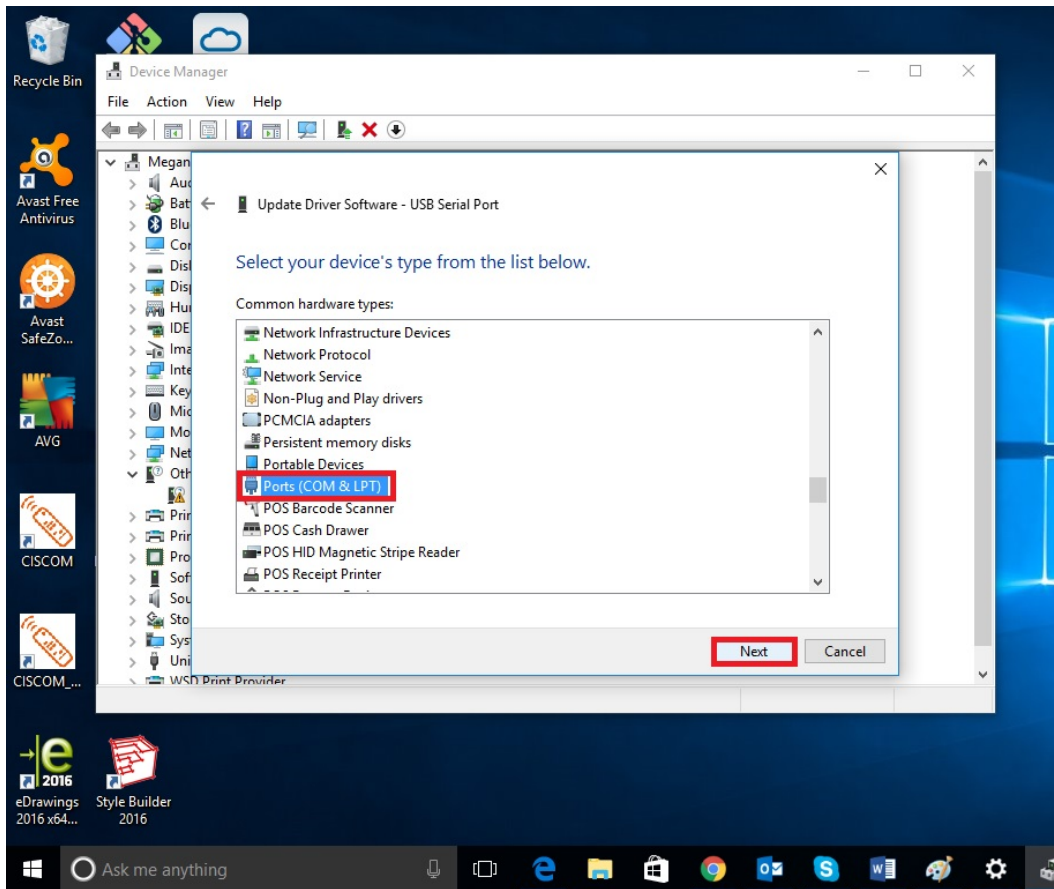 Recycle Bin
Device Manager
File Action View Help
Megan
Auc
Bat
Blu
Cor
Disl
Dis
Hu
IDE
Ima
Inte
Key
Mic
Mo
Net
Oth
Prir
Prir
Pro
Sof
Sou
Sto
Sys
Uni
WSD Print Provider
Update Driver Software - USB Serial Port
Select your device's type from the list below.
Common hardware types:
Network Infrastructure Devices
Network Protocol
Network Service
Non-Plug and Play drivers
PCMCIA adapters
Persistent memory disks
Portable Devices
Ports (COM & LPT)
POS Barcode Scanner
POS Cash Drawer
POS HID Magnetic Stripe Reader
POS Receipt Printer
Next Cancel
Avast Free
Antivirus
Avast
SafeZo...
AVG
CISCOM
CISCOM_...
2016
eDrawings
2016 x64...
Style Builder
2016
Ask me anything